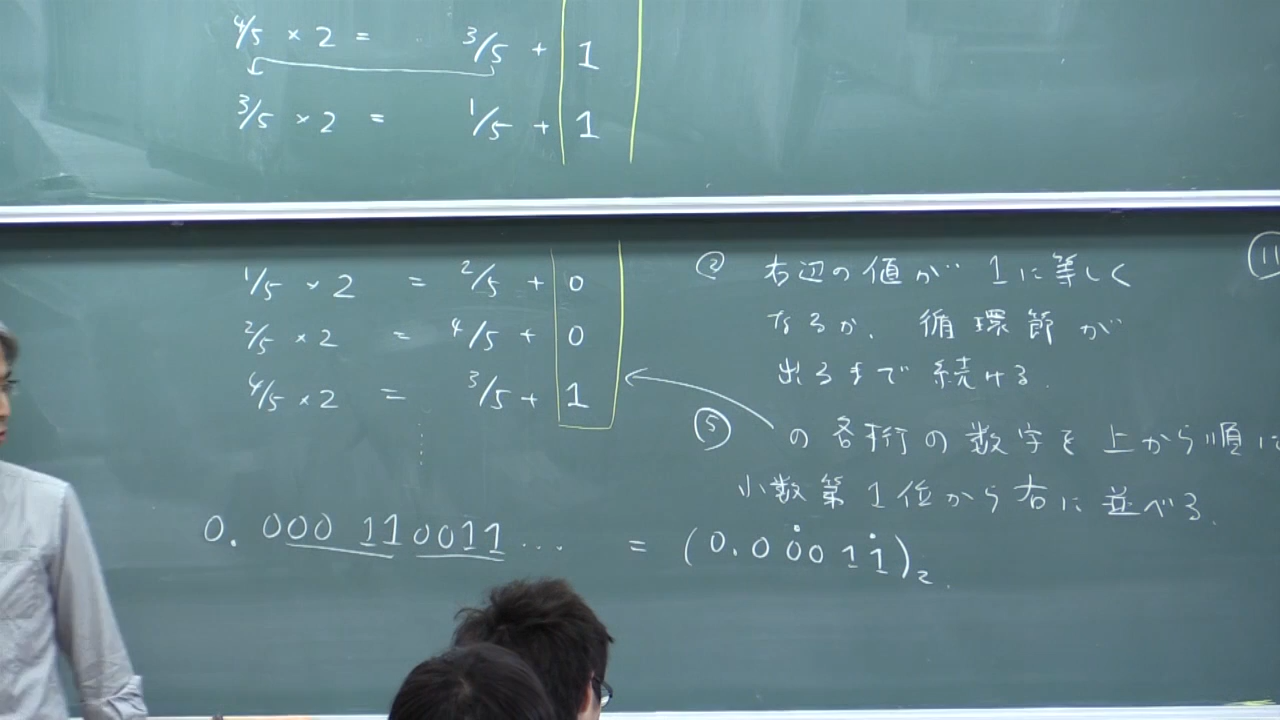 4/5 × 2 = 3/5 + 1
3/5 × 2 = 1/5 + 1
1/5 × 2 = 2/5 + 0
2/5 × 2 = 4/5 + 0
4/5 × 2 = 3/5 + 1
⋮
0.000110011... = (0.00̇011̇)₂.
② 右辺の値が1に等しく
なるか、循環節が
出るまで続ける.
⑤ の各桁の数字を上から順に
小数第1位から右に並べる.
⑪